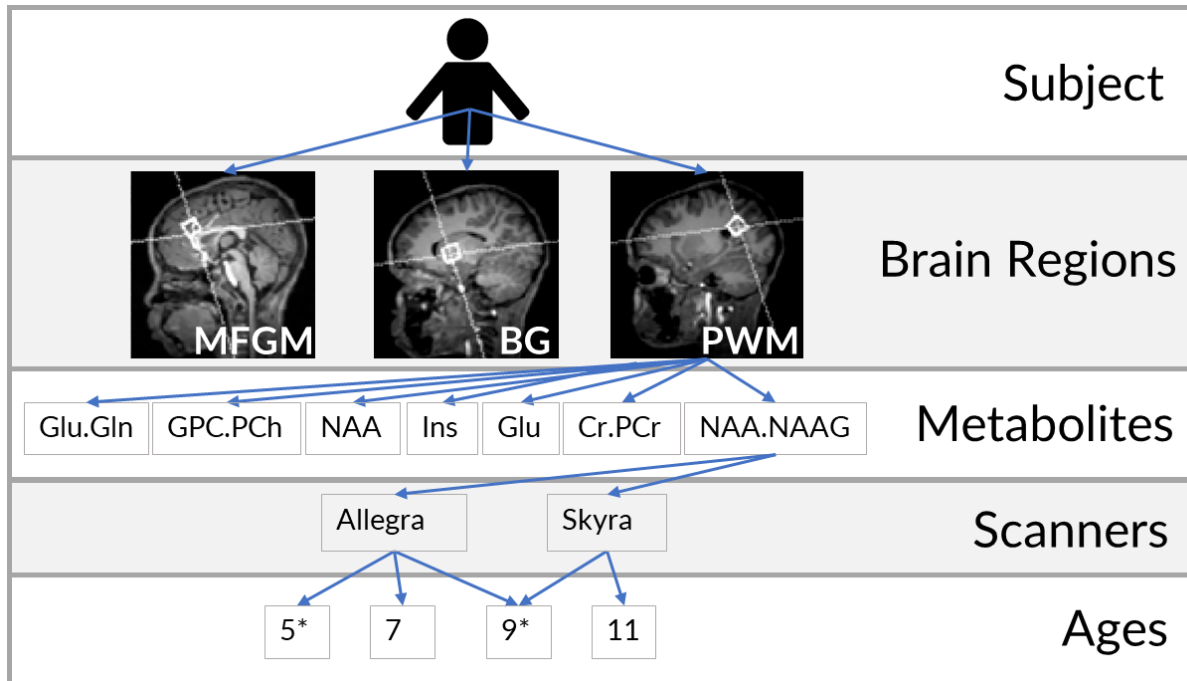 Subject
MFGM BG PWM
Brain Regions
Glu.Gln GPC.PCh NAA Ins Glu Cr.PCr NAA.NAAG
Metabolites
Allegra Skyra
Scanners
5* 7 9* 11
Ages